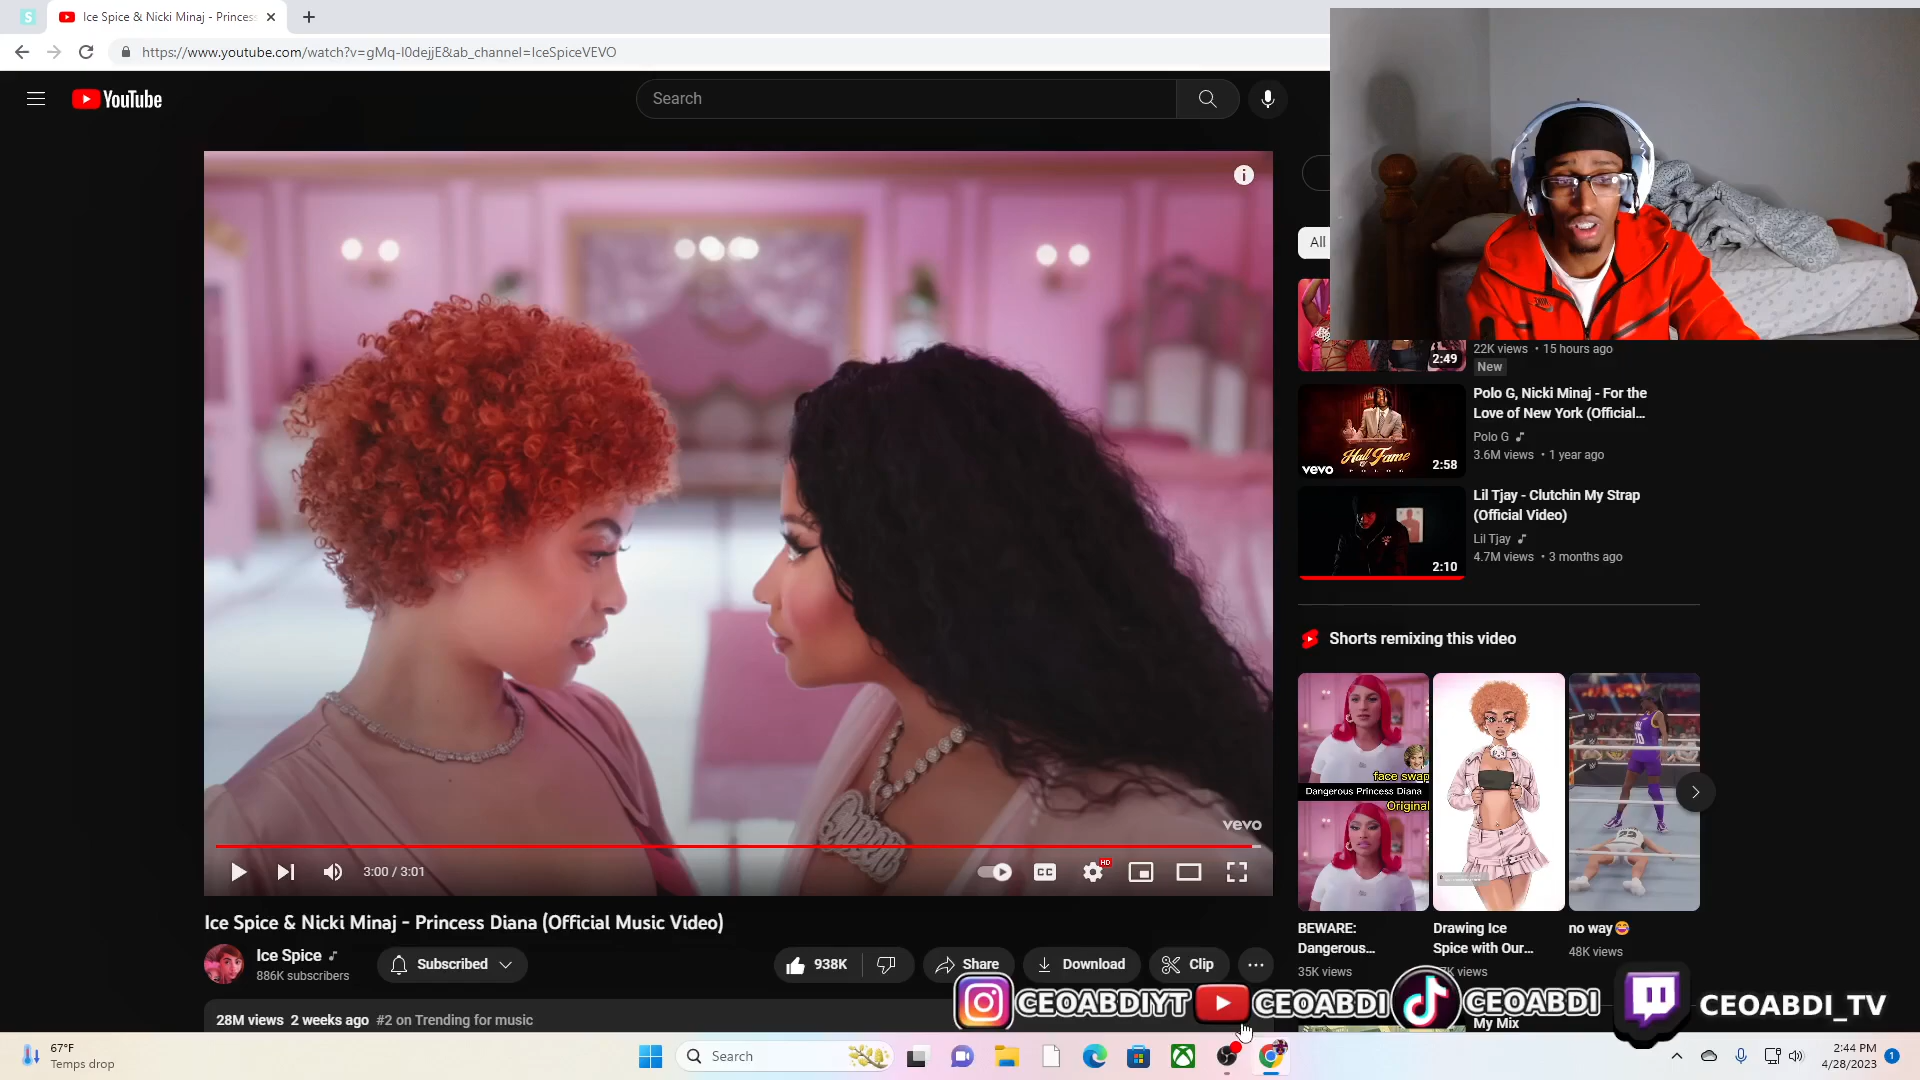 Ice Spice & Nicki Minaj - Princess
https://www.youtube.com/watch?v=gMq-I0dejjE&ab_channel=IceSpiceVEVO
YouTube
Search
All
2:49
22K views • 15 hours ago
New
Polo G, Nicki Minaj - For the
Love of New York (Official...
Polo G
3.6M views • 1 year ago
Hall of Fame
vevo
2:58
Lil Tjay - Clutchin My Strap
(Official Video)
Lil Tjay
4.7M views • 3 months ago
2:10
Shorts remixing this video
face swap
Dangerous Princess Diana
Original
BEWARE:
Dangerous...
35K views
Drawing Ice
Spice with Our...
K views
no way
48K views
vevo
3:00 / 3:01
CC
HD
Ice Spice & Nicki Minaj - Princess Diana (Official Music Video)
Ice Spice
886K subscribers
Subscribed
938K
Share
Download
Clip
28M views 2 weeks ago #2 on Trending for music
CEOABDIYT
CEOABDI
CEOABDI
CEOABDI_TV
My Mix
67°F
Temps drop
Search
2:44 PM
4/28/2023
1